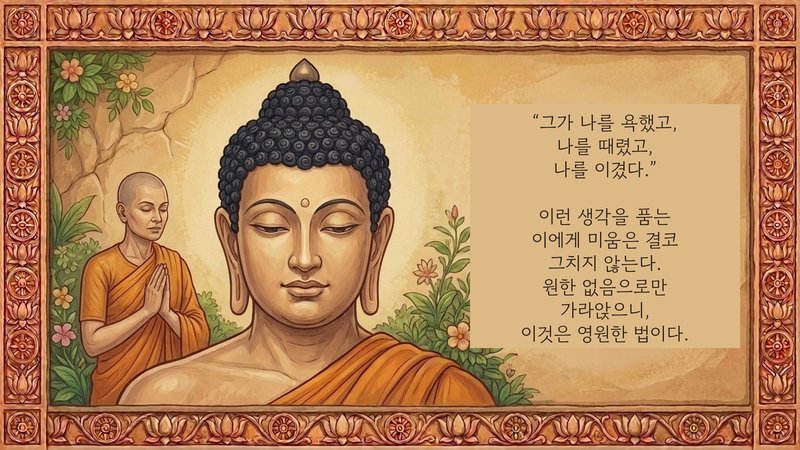 “그가 나를 욕했고,
나를 때렸고,
나를 이겼다.”
이런 생각을 품는
이에게 미움은 결코
그치지 않는다.
원한 없음으로만
가라앉으니,
이것은 영원한 법이다.